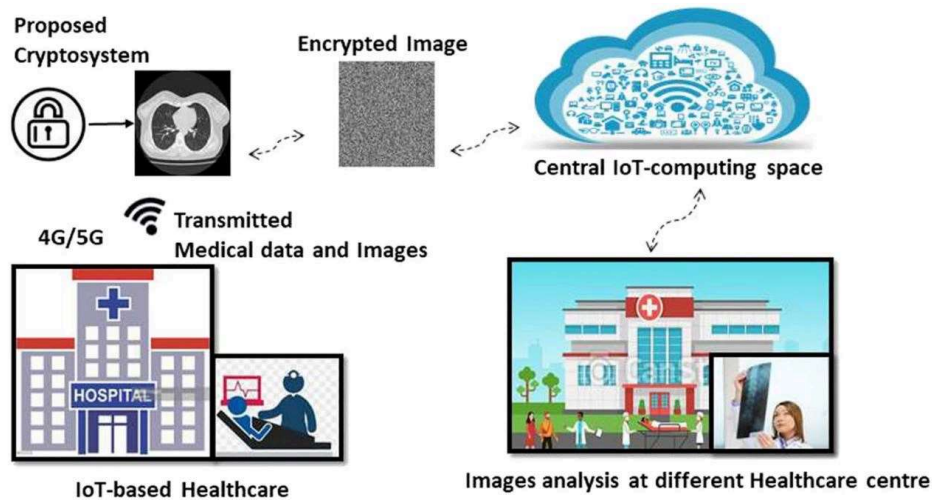 Proposed
Cryptosystem
Encrypted Image
Central IoT-computing space
4G/5G
Transmitted
Medical data and Images
HOSPITAL
IoT-based Healthcare
Images analysis at different Healthcare centre